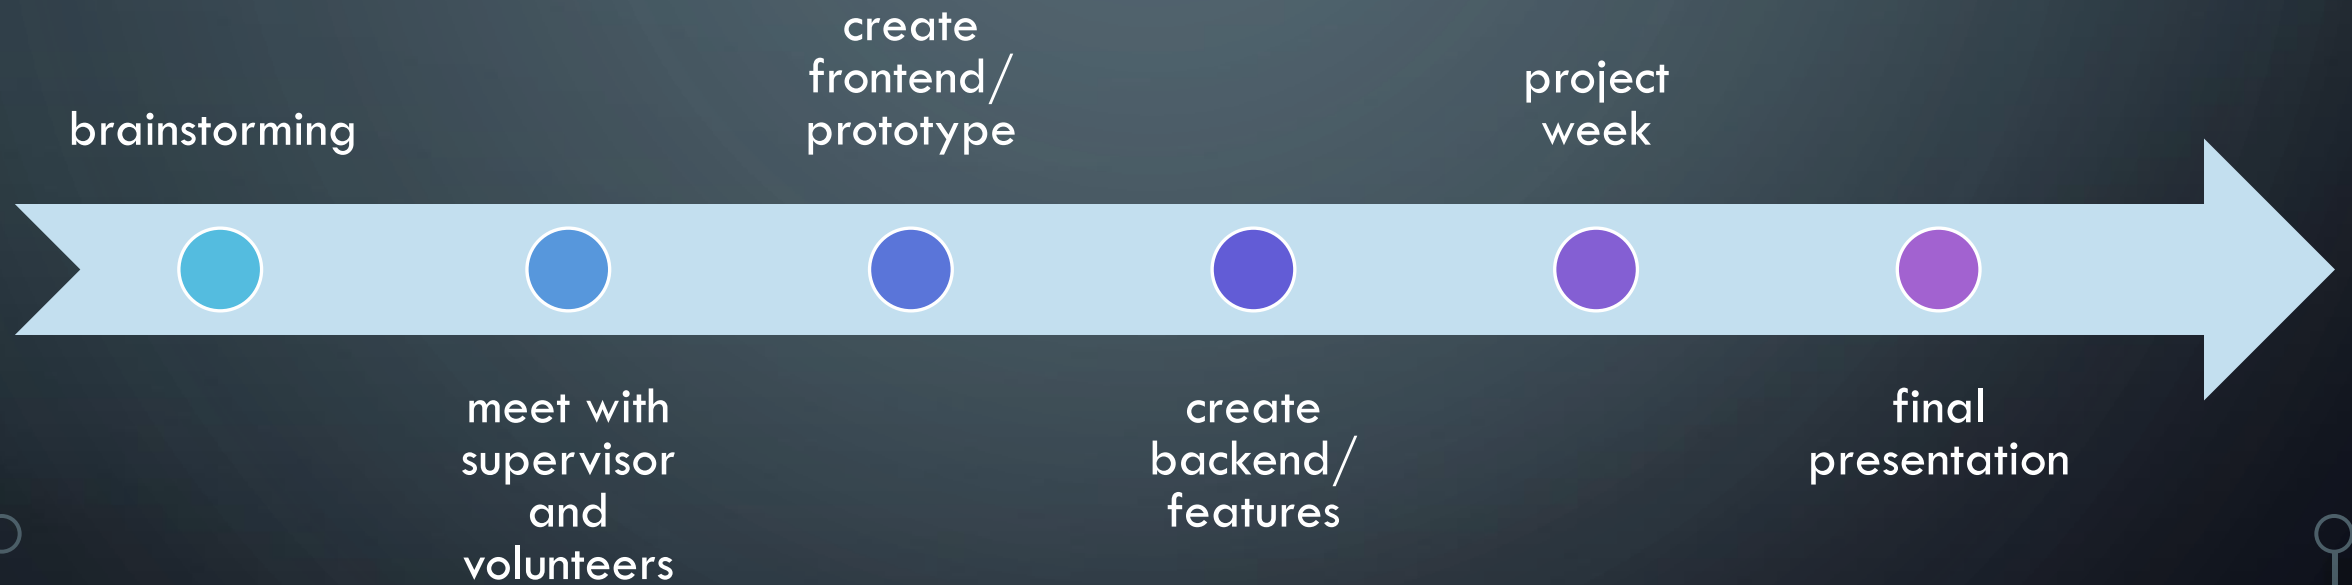 brainstorming
meet with
supervisor
and
volunteers
create
frontend/
prototype
create
backend/
features
project
week
final
presentation